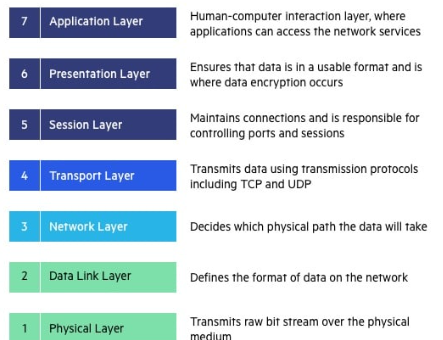 7 Application Layer
Human-computer interaction layer, where
applications can access the network services
6 Presentation Layer
Ensures that data is in a usable format and is
where data encryption occurs
5 Session Layer
Maintains connections and is responsible for
controlling ports and sessions
4 Transport Layer
Transmits data using transmission protocols
including TCP and UDP
3 Network Layer
Decides which physical path the data will take
2 Data Link Layer
Defines the format of data on the network
1 Physical Layer
Transmits raw bit stream over the physical
medium